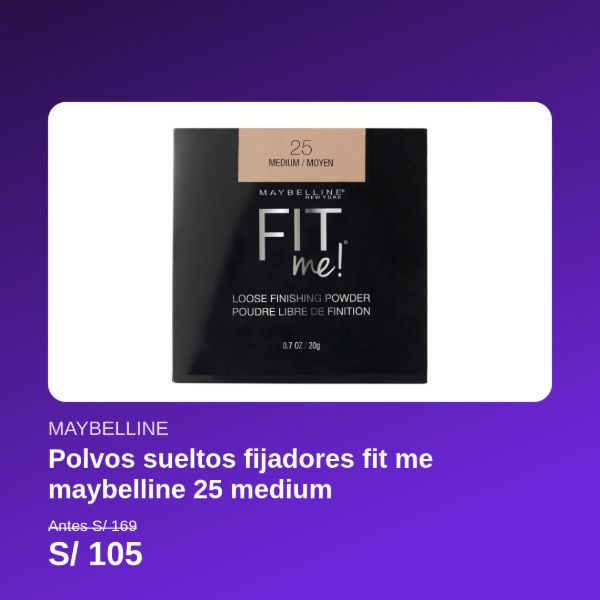 25
MEDIUM / MOYEN
MAYBELLINE®
NEW YORK
FIT
me!®
LOOSE FINISHING POWDER
POUDRE LIBRE DE FINITION
0.7 OZ / 20g
MAYBELLINE
Polvos sueltos fijadores fit me
maybelline 25 medium
Antes S/ 169
S/ 105